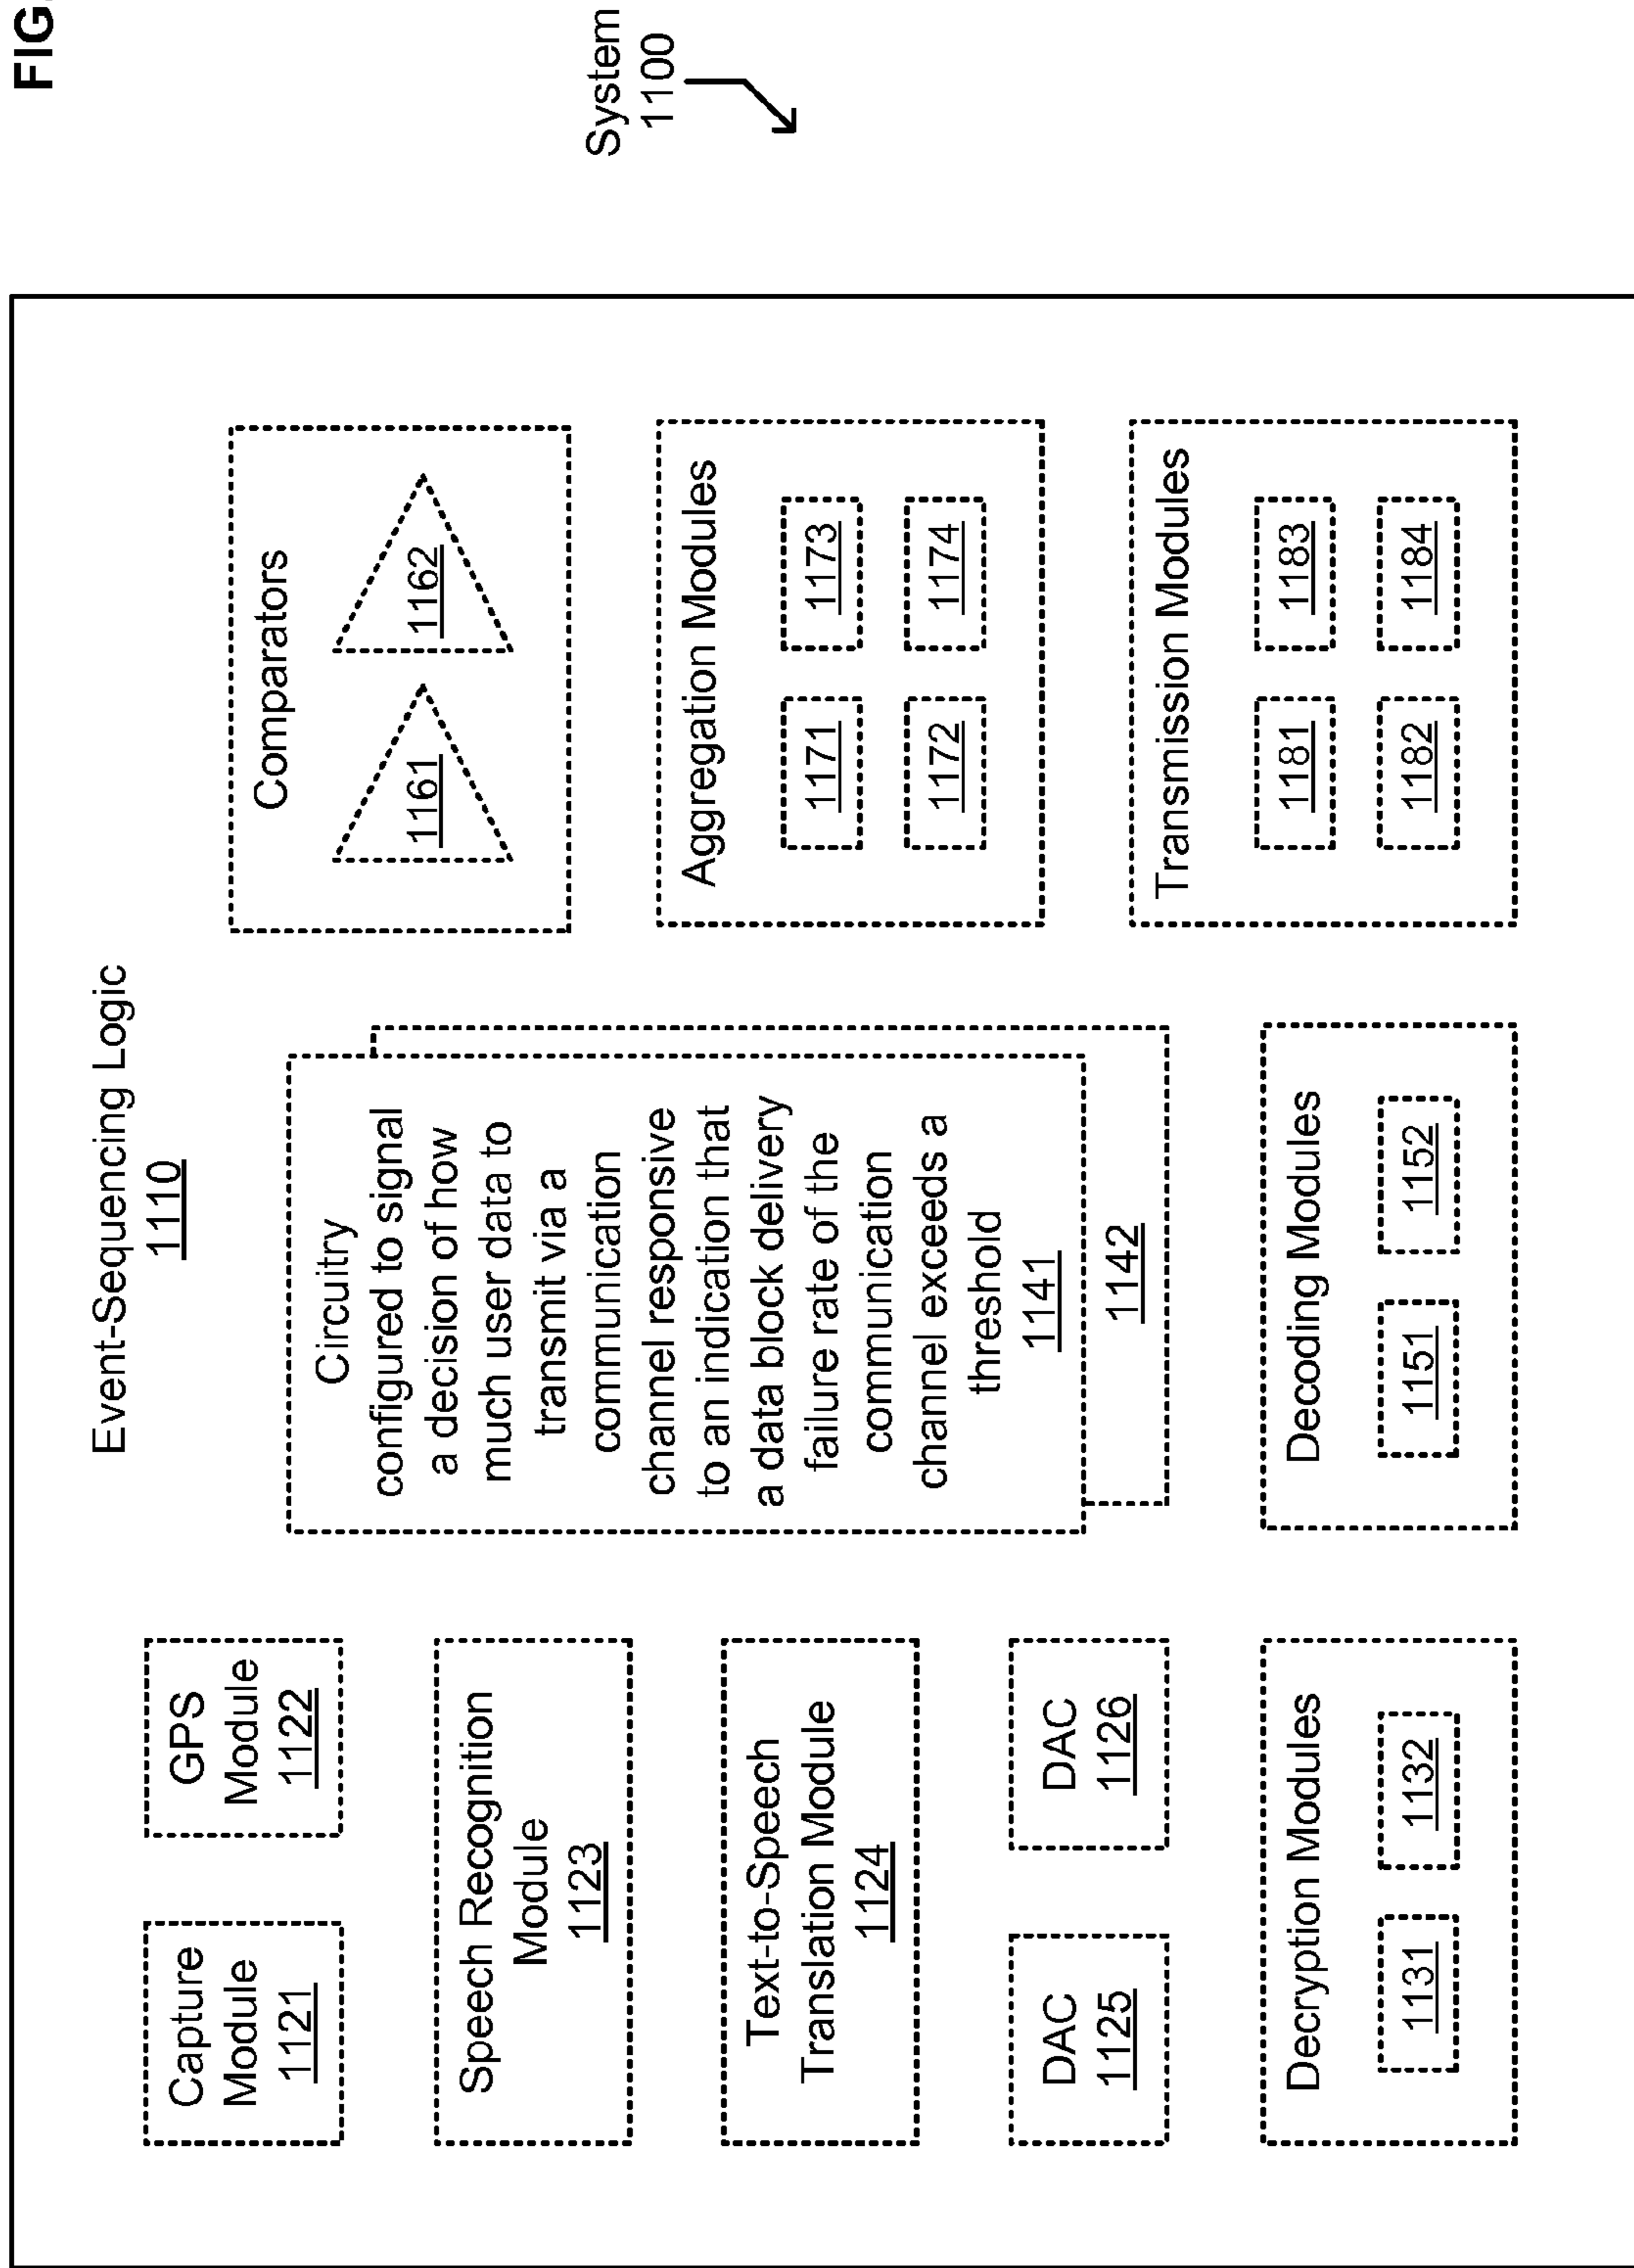 FIG.
System
1100
Event-Sequencing Logic
1110
Capture
Module
1121
GPS
Module
1122
Speech Recognition
Module
1123
Text-to-Speech
Translation Module
1124
DAC
1125
DAC
1126
Decryption Modules
1131
1132
Circuitry
configured to signal
a decision of how
much user data to
transmit via a
communication
channel responsive
to an indication that
a data block delivery
failure rate of the
communication
channel exceeds a
threshold
1141
1142
Decoding Modules
1151
1152
Comparators
1161
1162
Aggregation Modules
1171
1173
1172
1174
Transmission Modules
1181
1183
1182
1184